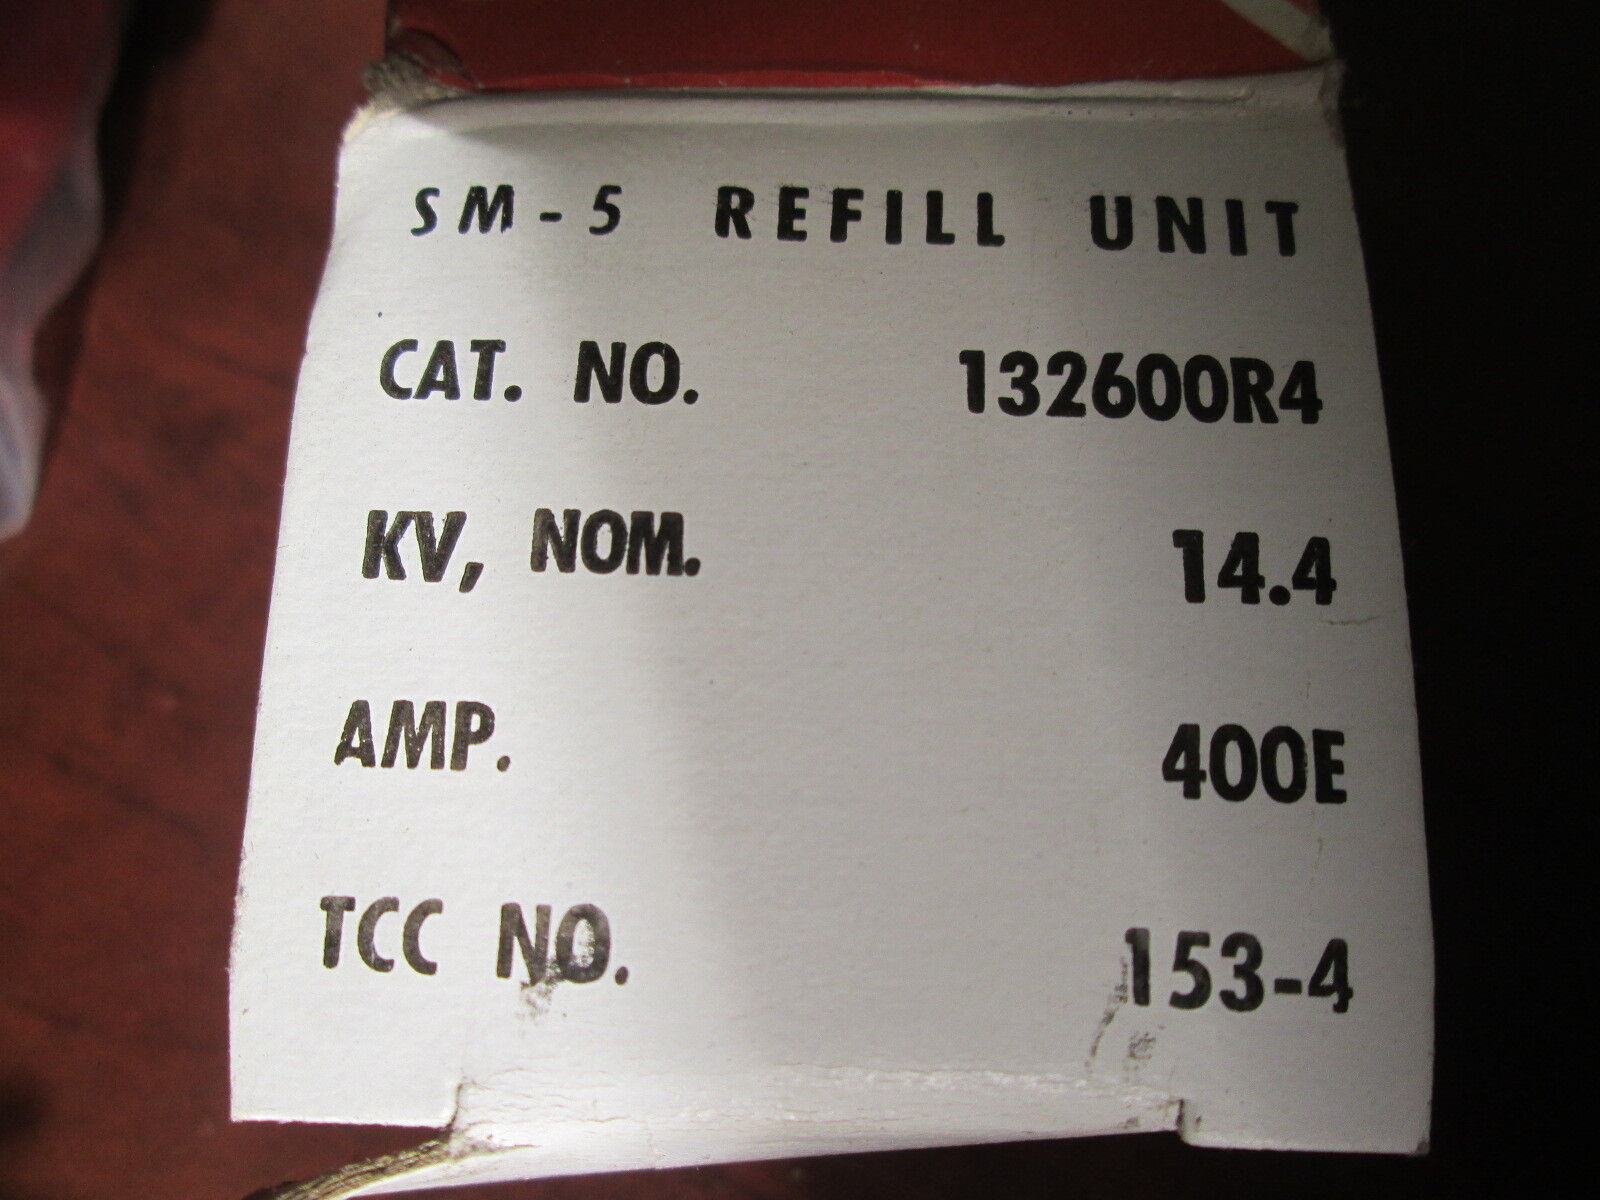 SM-5 REFILL UNIT
CAT. NO. 132600R4
KV, NOM. 14.4
AMP. 400E
TCC NO. 153-4